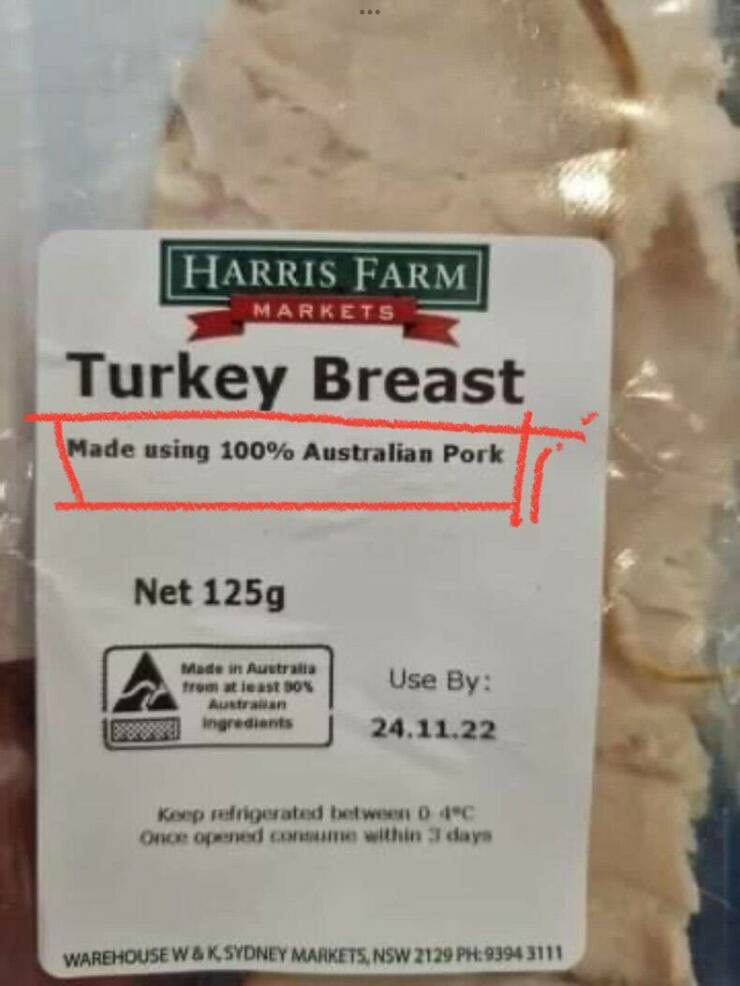 HARRIS FARM
MARKETS
Turkey Breast
Made using 100% Australian Pork
Net 125g
Made in Australia
from at least 90%
Australian
ingredients
Use By:
24.11.22
Keep refrigerated between 0-4°C
Once opened consume within 3 days
WAREHOUSE W & K, SYDNEY MARKETS, NSW 2129 PH: 9394 3111